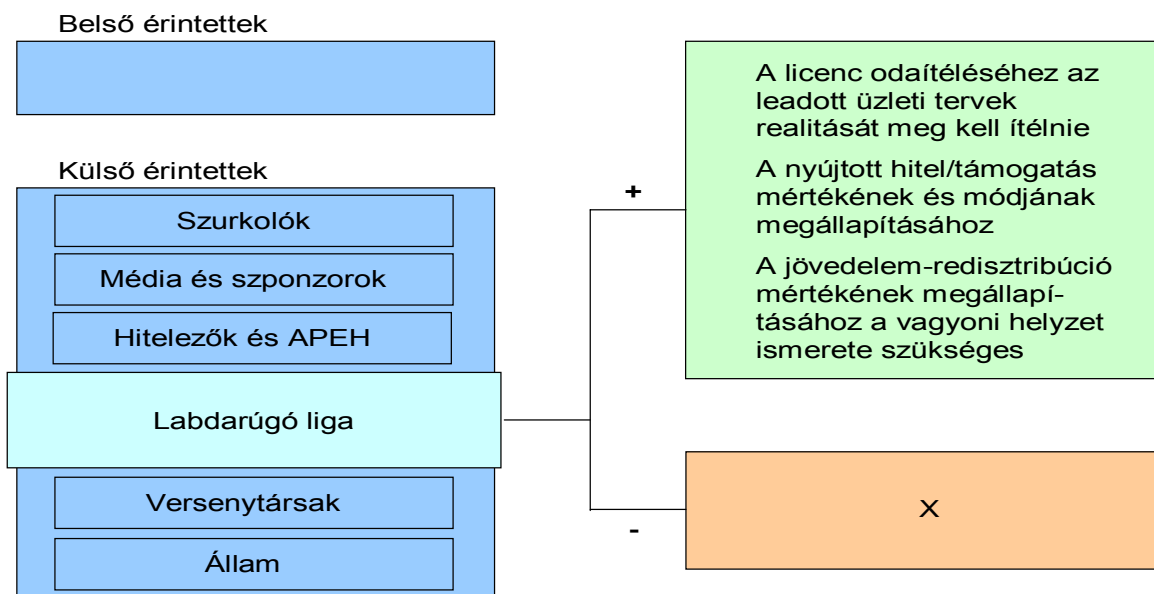 Belső érintettek
Külső érintettek
Szurkolók
Média és szponzorok
Hitelezők és APEH
Labdarúgó liga
Versenytársak
Állam
+
A licenc odaítéléséhez az
leadott üzleti tervek
realitását meg kell ítélnie
A nyújtott hitel/támogatás
mértékének és módjának
megállapításához
A jövedelem-redisztribúció
mértékének megállapí-
tásához a vagyoni helyzet
ismerete szükséges
-
X